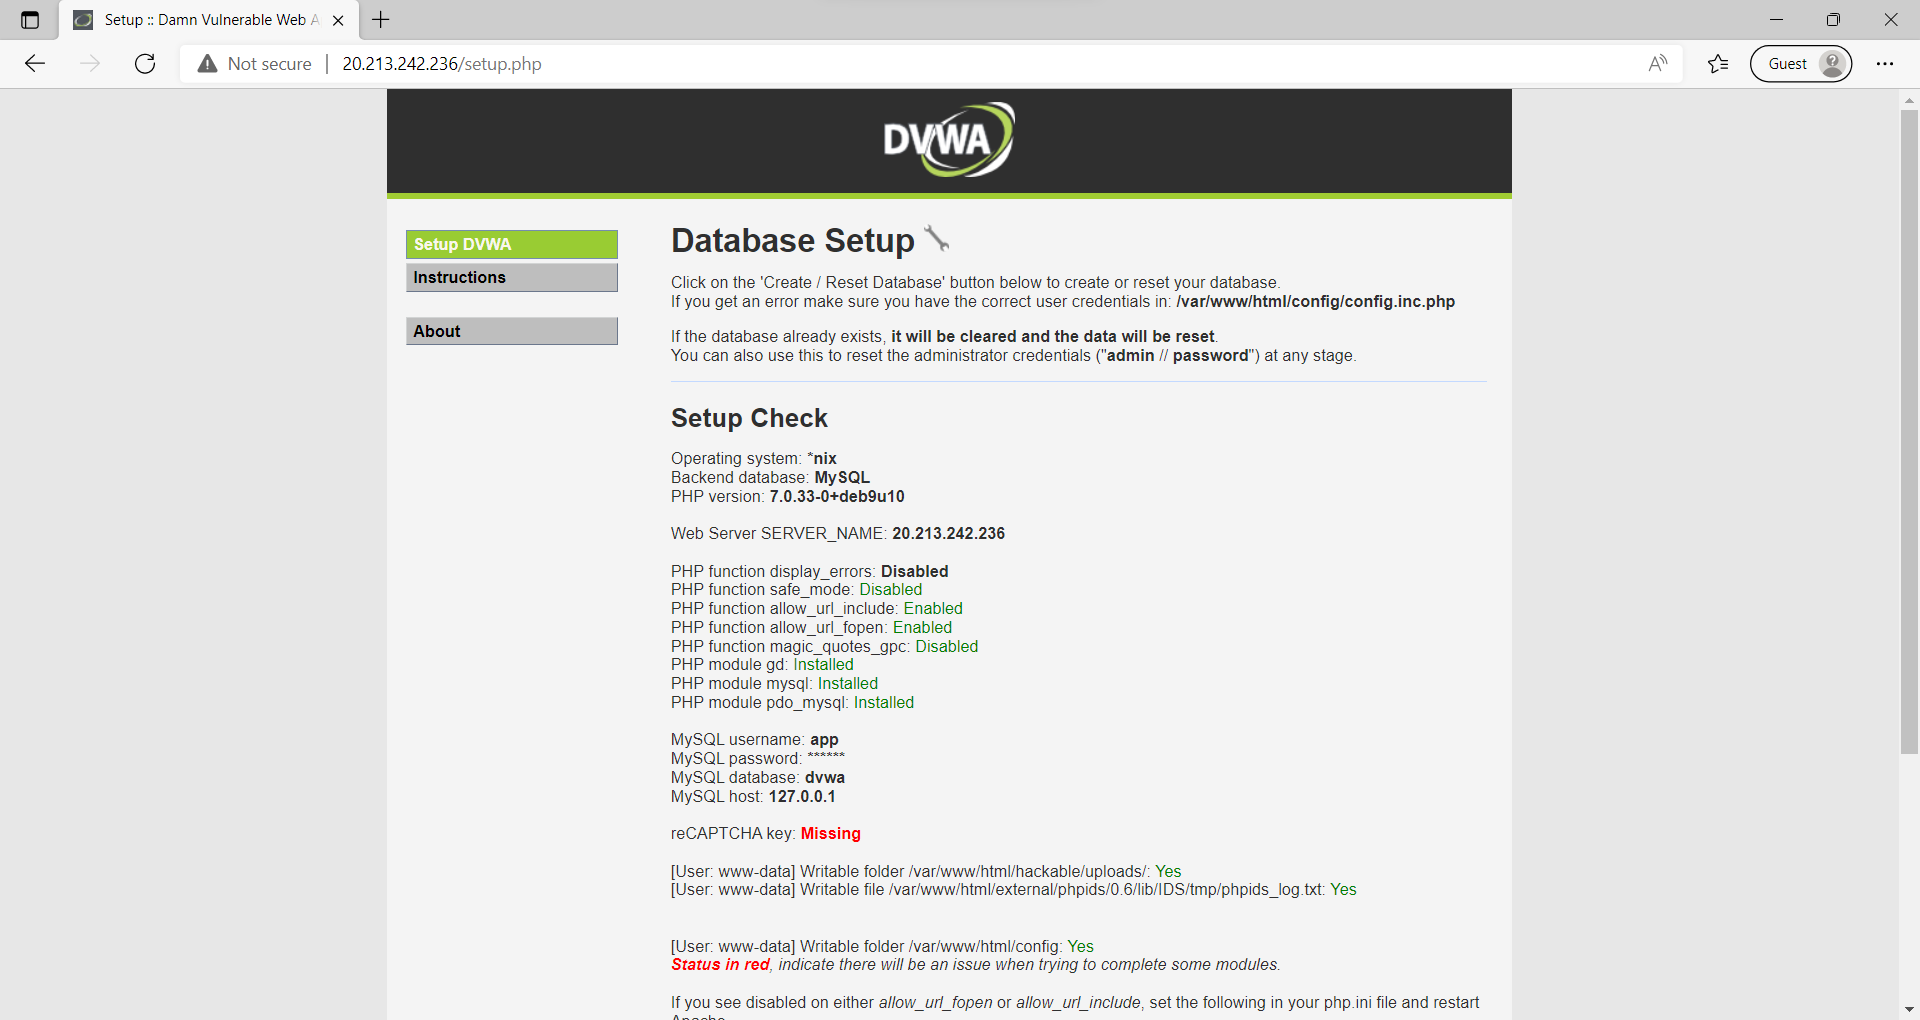 Setup :: Damn Vulnerable Web A
Not secure
20.213.242.236/setup.php
Guest
DVWA
Setup DVWA
Instructions
About
Database Setup
Click on the 'Create / Reset Database' button below to create or reset your database.
If you get an error make sure you have the correct user credentials in: /var/www/html/config/config.inc.php
If the database already exists, it will be cleared and the data will be reset.
You can also use this to reset the administrator credentials ("admin // password") at any stage.
Setup Check
Operating system: *nix
Backend database: MySQL
PHP version: 7.0.33-0+deb9u10
Web Server SERVER_NAME: 20.213.242.236
PHP function display_errors: Disabled
PHP function safe_mode: Disabled
PHP function allow_url_include: Enabled
PHP function allow_url_fopen: Enabled
PHP function magic_quotes_gpc: Disabled
PHP module gd: Installed
PHP module mysql: Installed
PHP module pdo_mysql: Installed
MySQL username: app
MySQL password: ******
MySQL database: dvwa
MySQL host: 127.0.0.1
reCAPTCHA key: Missing
[User: www-data] Writable folder /var/www/html/hackable/uploads/: Yes
[User: www-data] Writable file /var/www/html/external/phpids/0.6/lib/IDS/tmp/phpids_log.txt: Yes
[User: www-data] Writable folder /var/www/html/config: Yes
Status in red, indicate there will be an issue when trying to complete some modules.
If you see disabled on either allow_url_fopen or allow_url_include, set the following in your php.ini file and restart
Apache.